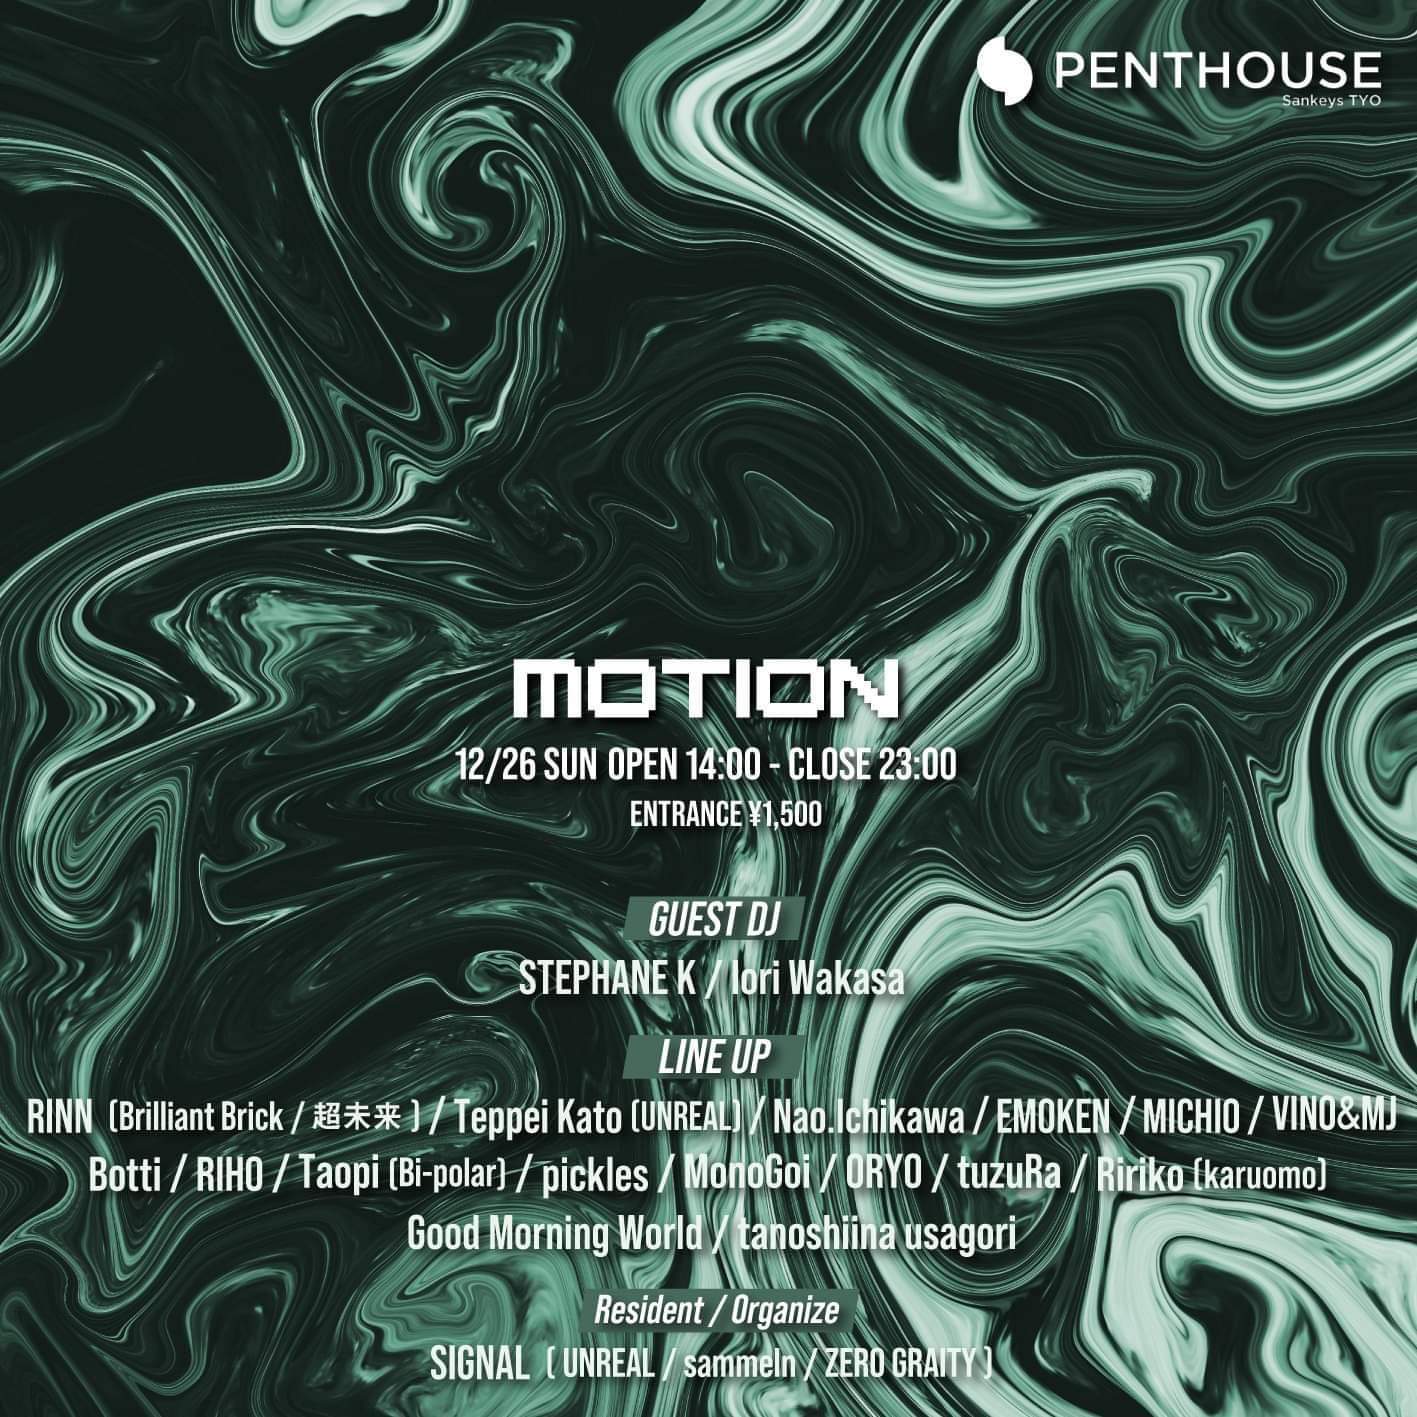 PENTHOUSE
Sankeys TYO
MOTION
12/26 SUN OPEN 14:00 - CLOSE 23:00
ENTRANCE ¥1,500
GUEST DJ
STEPHANE K / Iori Wakasa
LINE UP
RINN (Brilliant Brick / 超未来 ) / Teppei Kato (UNREAL) / Nao.Ichikawa / EMOKEN / MICHIO / VINO&MJ
Botti / RIHO / Taopi (Bi-polar) / pickles / MonoGoi / ORYO / tuzuRa / Ririko (karuomo)
Good Morning World / tanoshiina usagori
Resident / Organize
SIGNAL ( UNREAL / sammeln / ZERO GRAITY )